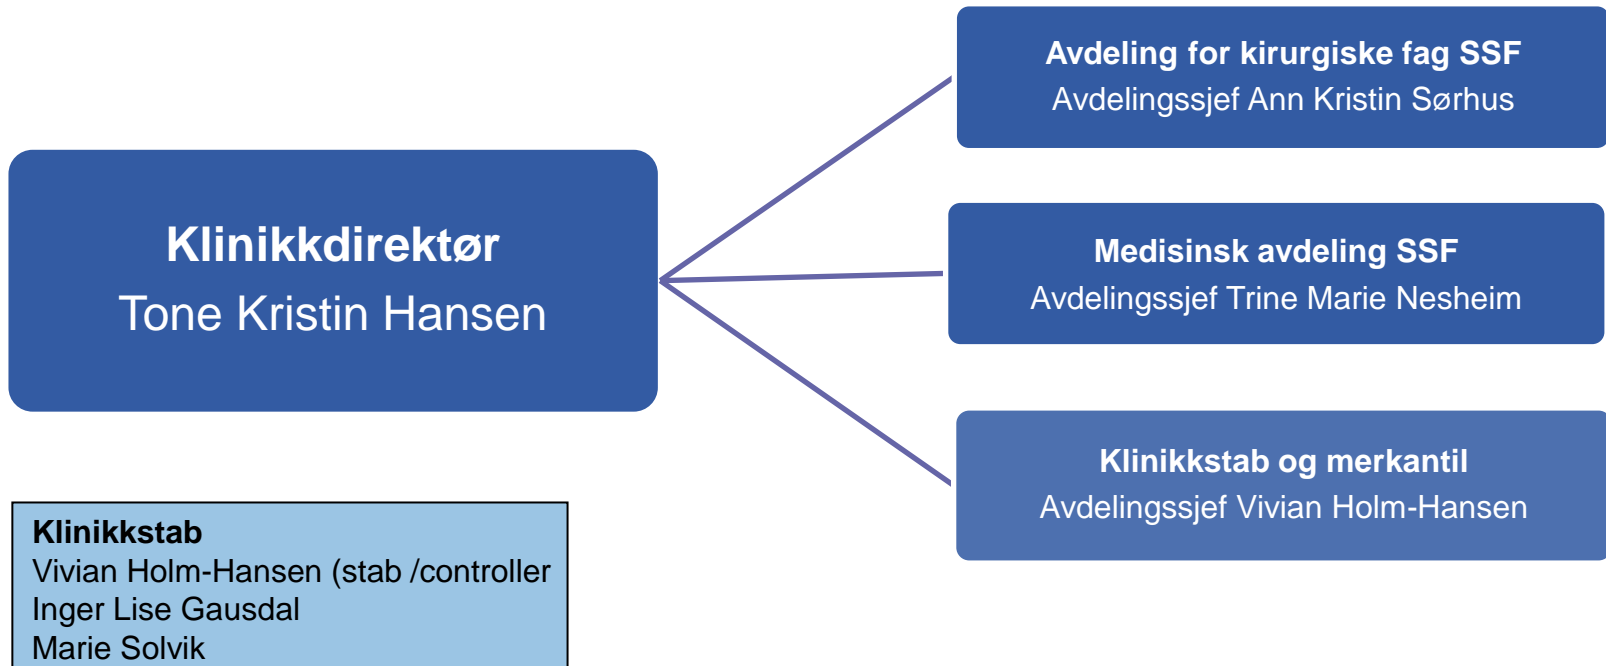 Avdeling for kirurgiske fag SSF
Avdelingssjef Ann Kristin Sørhus
Klinikkdirektør
Tone Kristin Hansen
Medisinsk avdeling SSF
Avdelingssjef Trine Marie Nesheim
Klinikkstab og merkantil
Avdelingssjef Vivian Holm-Hansen
Klinikkstab
Vivian Holm-Hansen (stab /controller
Inger Lise Gausdal
Marie Solvik